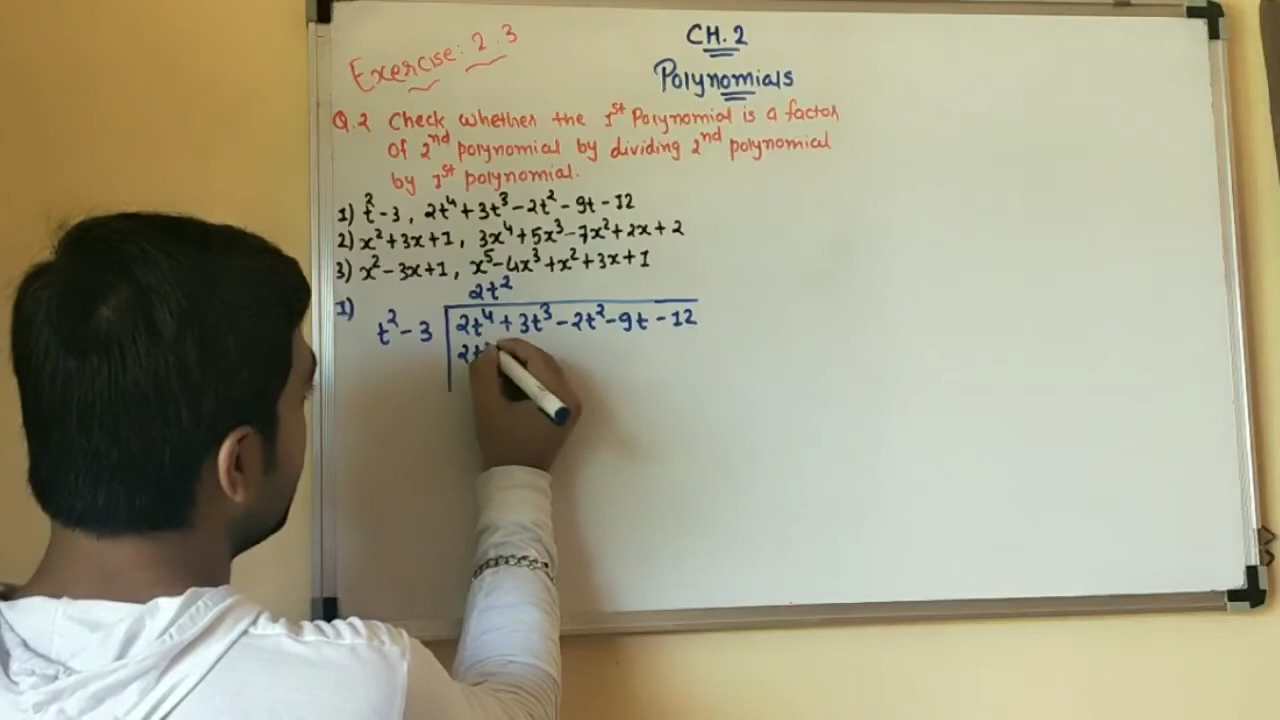 Exercise: 2.3
CH. 2
Polynomials
Q.2 Check whether the 1st Polynomial is a factor
of 2nd polynomial by dividing 2nd polynomial
by 1st polynomial.
1) t² - 3 , 2t⁴ + 3t³ - 2t² - 9t - 12
2) x² + 3x + 1 , 3x⁴ + 5x³ - 7x² + 2x + 2
3) x² - 3x + 1 , x⁵ - 4x³ + x² + 3x + 1
2t²
1)
t² - 3 2t⁴ + 3t³ - 2t² - 9t - 12
2t